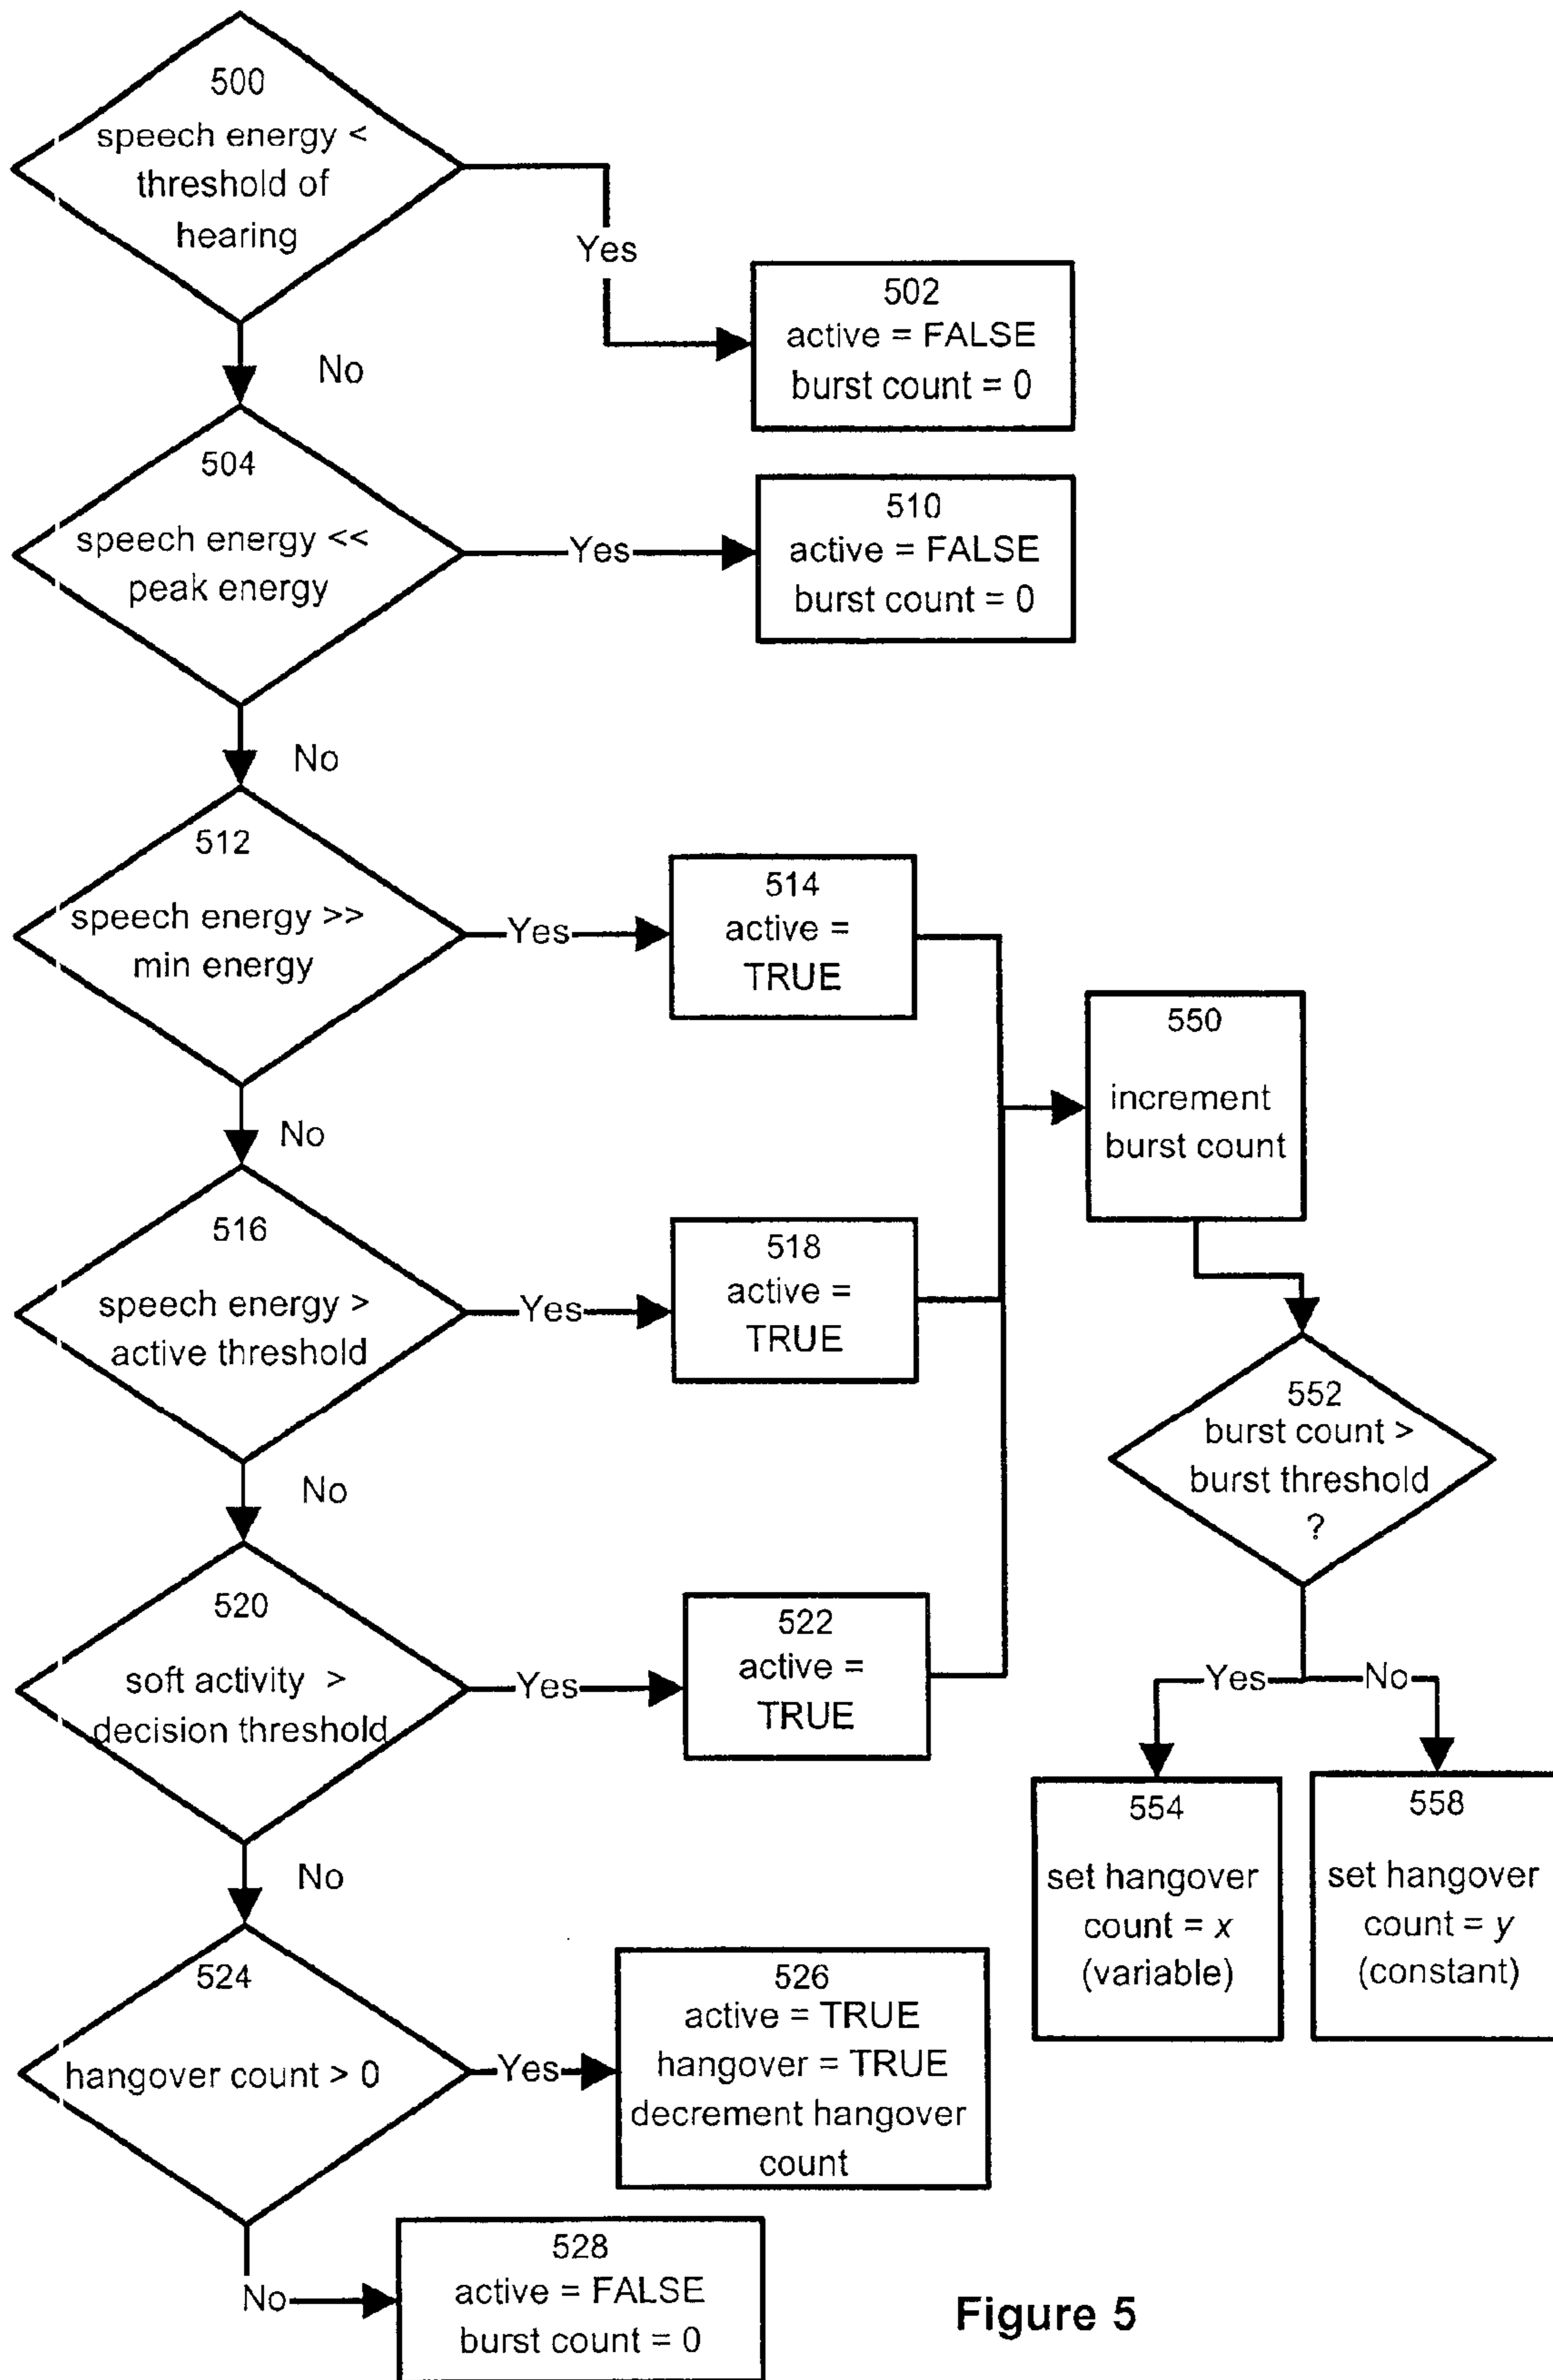 500
speech energy <
threshold of
hearing
Yes
502
active = FALSE
burst count = 0
No
504
speech energy <<
peak energy
Yes
510
active = FALSE
burst count = 0
No
512
speech energy >>
min energy
Yes
514
active =
TRUE
550
increment
burst count
No
516
speech energy >
active threshold
Yes
518
active =
TRUE
552
burst count >
burst threshold
?
No
520
soft activity >
decision threshold
Yes
522
active =
TRUE
Yes
No
554
set hangover
count = x
(variable)
558
set hangover
count = y
(constant)
No
524
hangover count > 0
Yes
526
active = TRUE
hangover = TRUE
decrement hangover
count
No
528
active = FALSE
burst count = 0
Figure 5